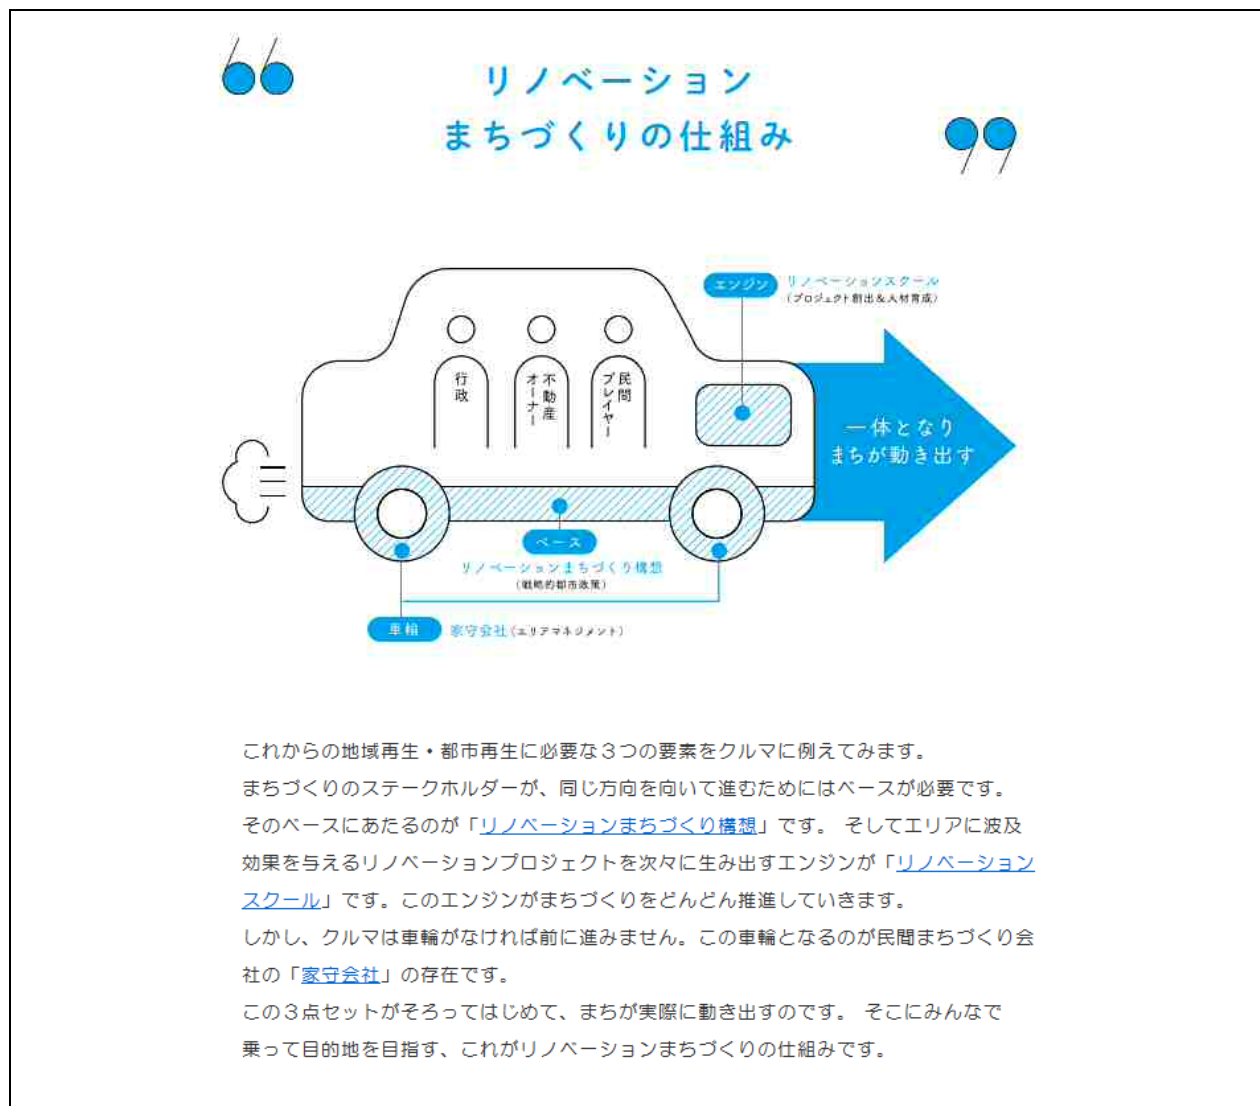 リノベーション
まちづくりの仕組み
エンジン
リノベーションスクール
(プロジェクト創出&人材育成)
行政
不動産
オーナー
民間
プレイヤー
一体となり
まちが動き出す
ベース
リノベーションまちづくり構想
(戦略的都市政策)
車輪
家守会社(エリアマネジメント)
これからの地域再生・都市再生に必要な3つの要素をクルマに例えてみます。
まちづくりのステークホルダーが、同じ方向を向いて進むためにはベースが必要です。
そのベースにあたるのが「リノベーションまちづくり構想」です。 そしてエリアに波及
効果を与えるリノベーションプロジェクトを次々に生み出すエンジンが「リノベーション
スクール」です。このエンジンがまちづくりをどんどん推進していきます。
しかし、クルマは車輪がなければ前に進みません。この車輪となるのが民間まちづくり会
社の「家守会社」の存在です。
この3点セットがそろってはじめて、まちが実際に動き出すのです。 そこにみんなで
乗って目的地を目指す、これがリノベーションまちづくりの仕組みです。